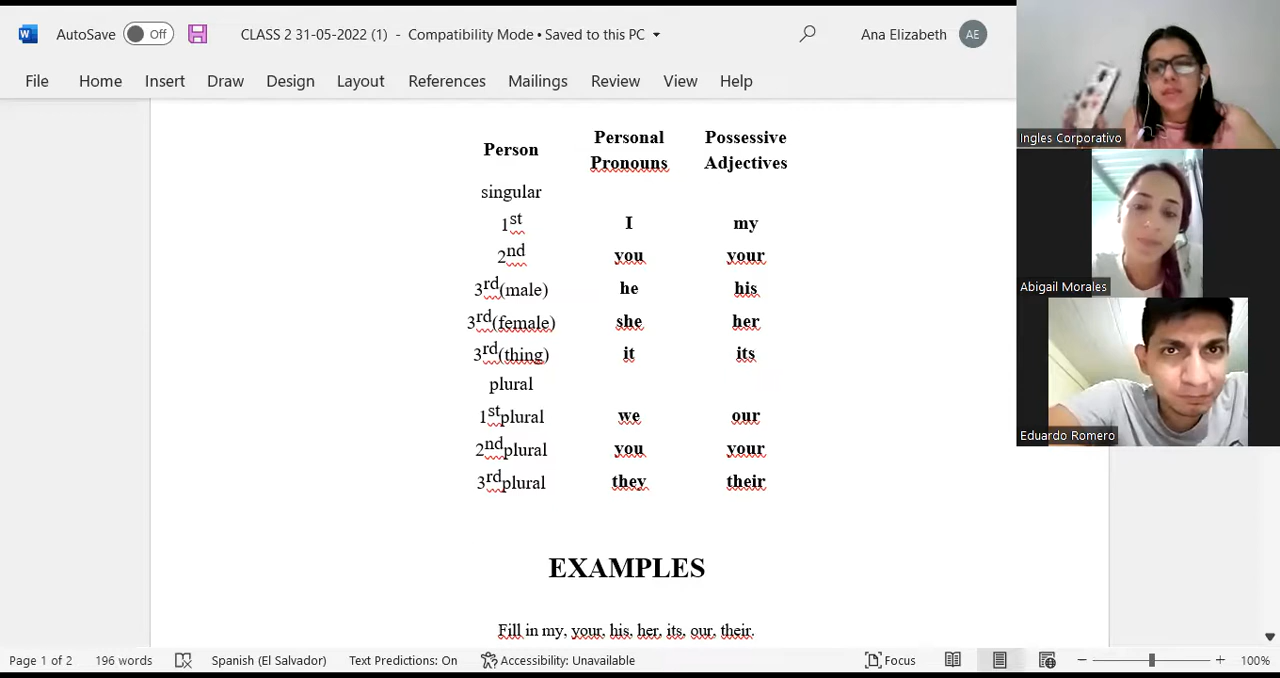 AutoSave Off CLASS 2 31-05-2022 (1) - Compatibility Mode • Saved to this PC Ana Elizabeth AE
File Home Insert Draw Design Layout References Mailings Review View Help
Person Personal Pronouns Possessive Adjectives
singular
1st I my
2nd you your
3rd(male) he his
3rd(female) she her
3rd(thing) it its
plural
1stplural we our
2ndplural you your
3rdplural they their
EXAMPLES
Fill in my, your, his, her, its, our, their.
Page 1 of 2 196 words Spanish (El Salvador) Text Predictions: On Accessibility: Unavailable Focus 100%
Ingles Corporativo
Abigail Morales
Eduardo Romero